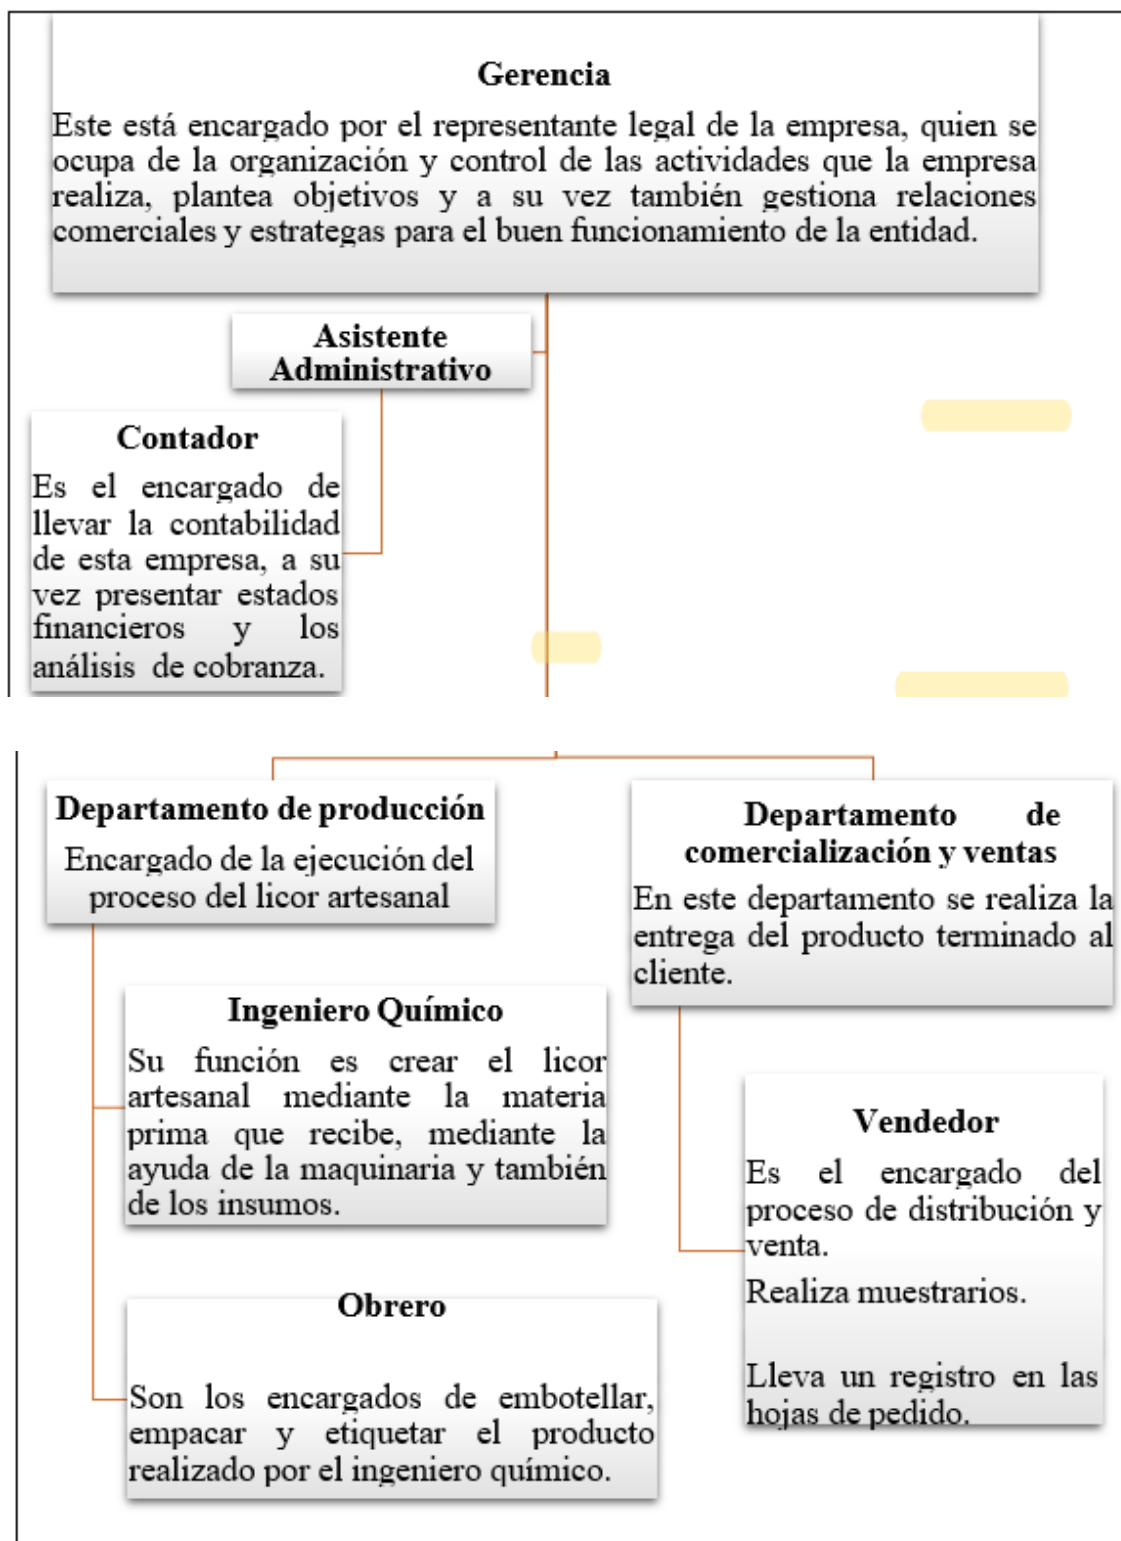 Gerencia
Este está encargado por el representante legal de la empresa, quien se
ocupa de la organización y control de las actividades que la empresa
realiza, plantea objetivos y a su vez también gestiona relaciones
comerciales y estrategas para el buen funcionamiento de la entidad.
Asistente
Administrativo
Contador
Es el encargado de
llevar la contabilidad
de esta empresa, a su
vez presentar estados
financieros y los
análisis de cobranza.
Departamento de producción
Encargado de la ejecución del
proceso del licor artesanal
Departamento de
comercialización y ventas
En este departamento se realiza la
entrega del producto terminado al
cliente.
Ingeniero Químico
Su función es crear el licor
artesanal mediante la materia
prima que recibe, mediante la
ayuda de la maquinaria y también
de los insumos.
Vendedor
Es el encargado del
proceso de distribución y
venta.
Realiza muestrarios.
Lleva un registro en las
hojas de pedido.
Obrero
Son los encargados de embotellar,
empacar y etiquetar el producto
realizado por el ingeniero químico.